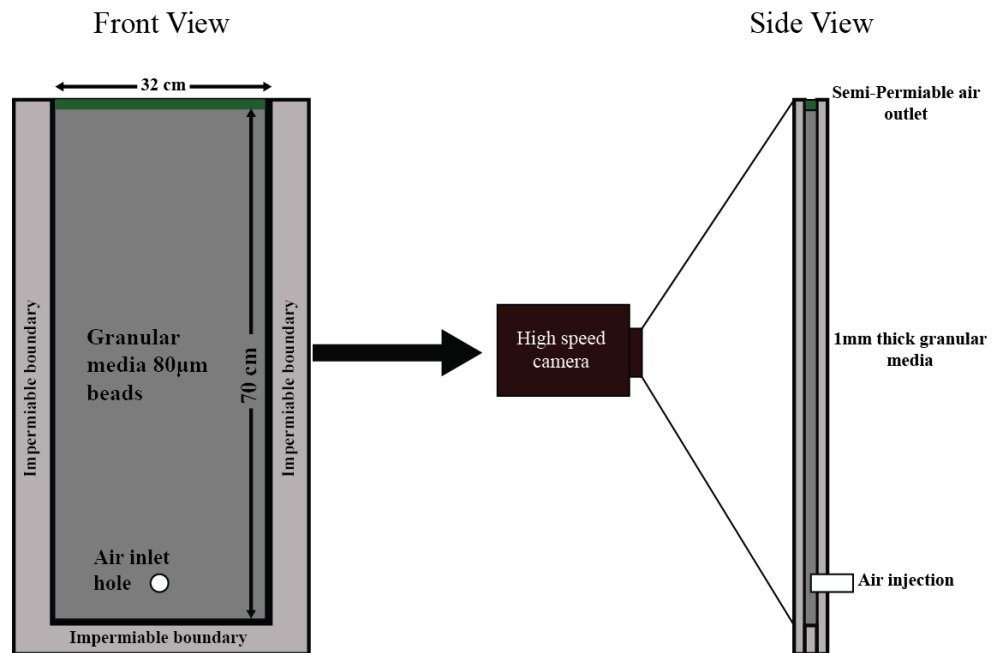 Front View
Side View
32 cm
Semi-Permiable air
outlet
Impermiable boundary
Granular
media 80μm
beads
70 cm
Impermiable boundary
High speed
camera
1mm thick granular
media
Air inlet
hole
Air injection
Impermiable boundary